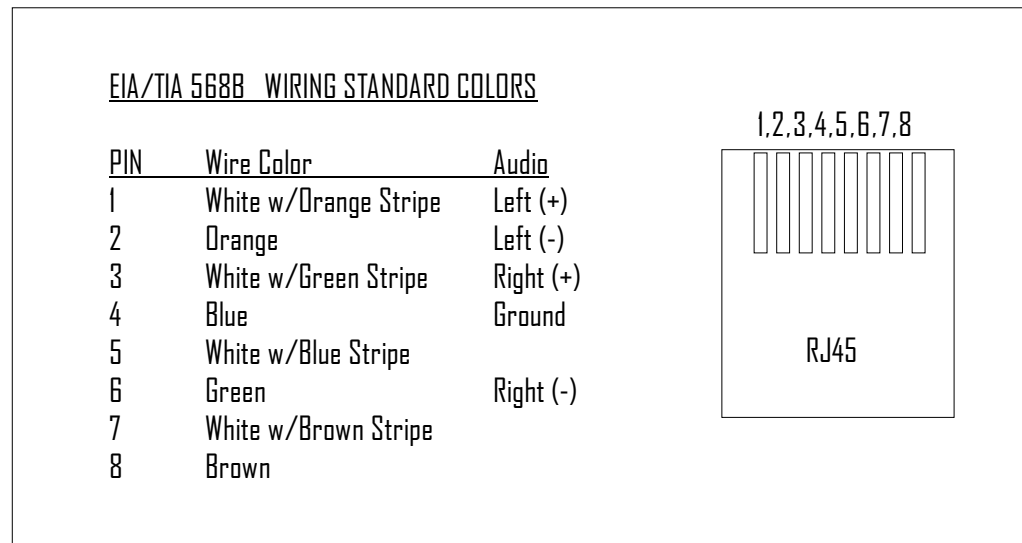 EIA/TIA 568B WIRING STANDARD COLORS
PIN Wire Color Audio
1 White w/Orange Stripe Left (+)
2 Orange Left (-)
3 White w/Green Stripe Right (+)
4 Blue Ground
5 White w/Blue Stripe
6 Green Right (-)
7 White w/Brown Stripe
8 Brown
1,2,3,4,5,6,7,8
RJ45